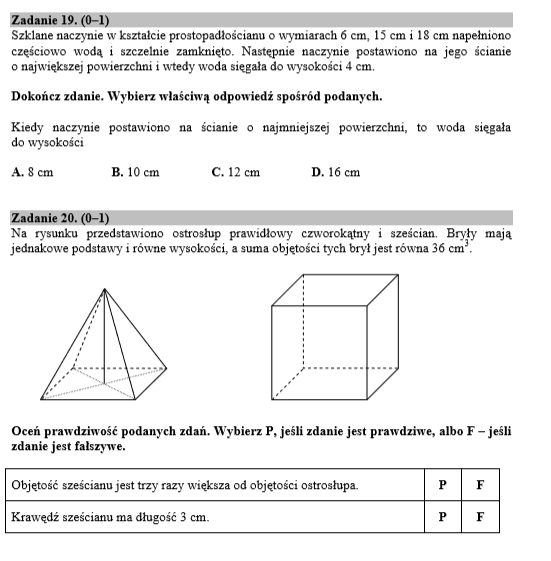 Zadanie 19. (0–1)
Szklane naczynie w kształcie prostopadłościanu o wymiarach 6 cm, 15 cm i 18 cm napełniono
częściowo wodą i szczelnie zamknięto. Następnie naczynie postawiono na jego ścianie
o największej powierzchni i wtedy woda sięgała do wysokości 4 cm.
Dokończ zdanie. Wybierz właściwą odpowiedź spośród podanych.
Kiedy naczynie postawiono na ścianie o najmniejszej powierzchni, to woda sięgała
do wysokości
A. 8 cm B. 10 cm C. 12 cm D. 16 cm
Zadanie 20. (0–1)
Na rysunku przedstawiono ostrosłup prawidłowy czworokątny i sześcian. Bryły mają
jednakowe podstawy i równe wysokości, a suma objętości tych brył jest równa 36 cm³.
Oceń prawdziwość podanych zdań. Wybierz P, jeśli zdanie jest prawdziwe, albo F – jeśli
zdanie jest fałszywe.
Objętość sześcianu jest trzy razy większa od objętości ostrosłupa. P F
Krawędź sześcianu ma długość 3 cm. P F